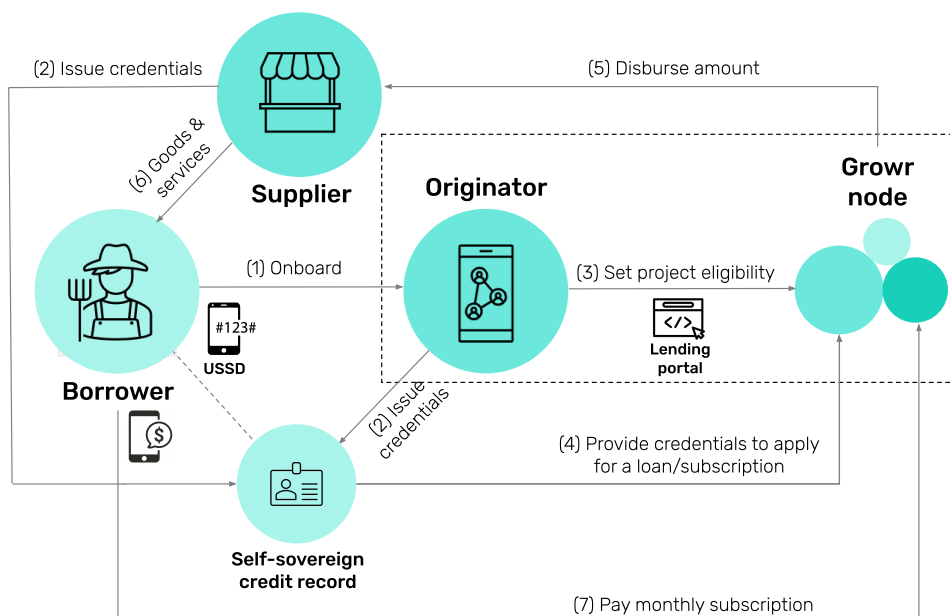 (2) Issue credentials
(5) Disburse amount
(6) Goods &
services
Supplier
Originator
Growr
node
(1) Onboard
(3) Set project eligibility
#123#
USSD
</>
Lending
portal
Borrower
$
(2) Issue
credentials
(4) Provide credentials to apply
for a loan/subscription
Self-sovereign
credit record
(7) Pay monthly subscription